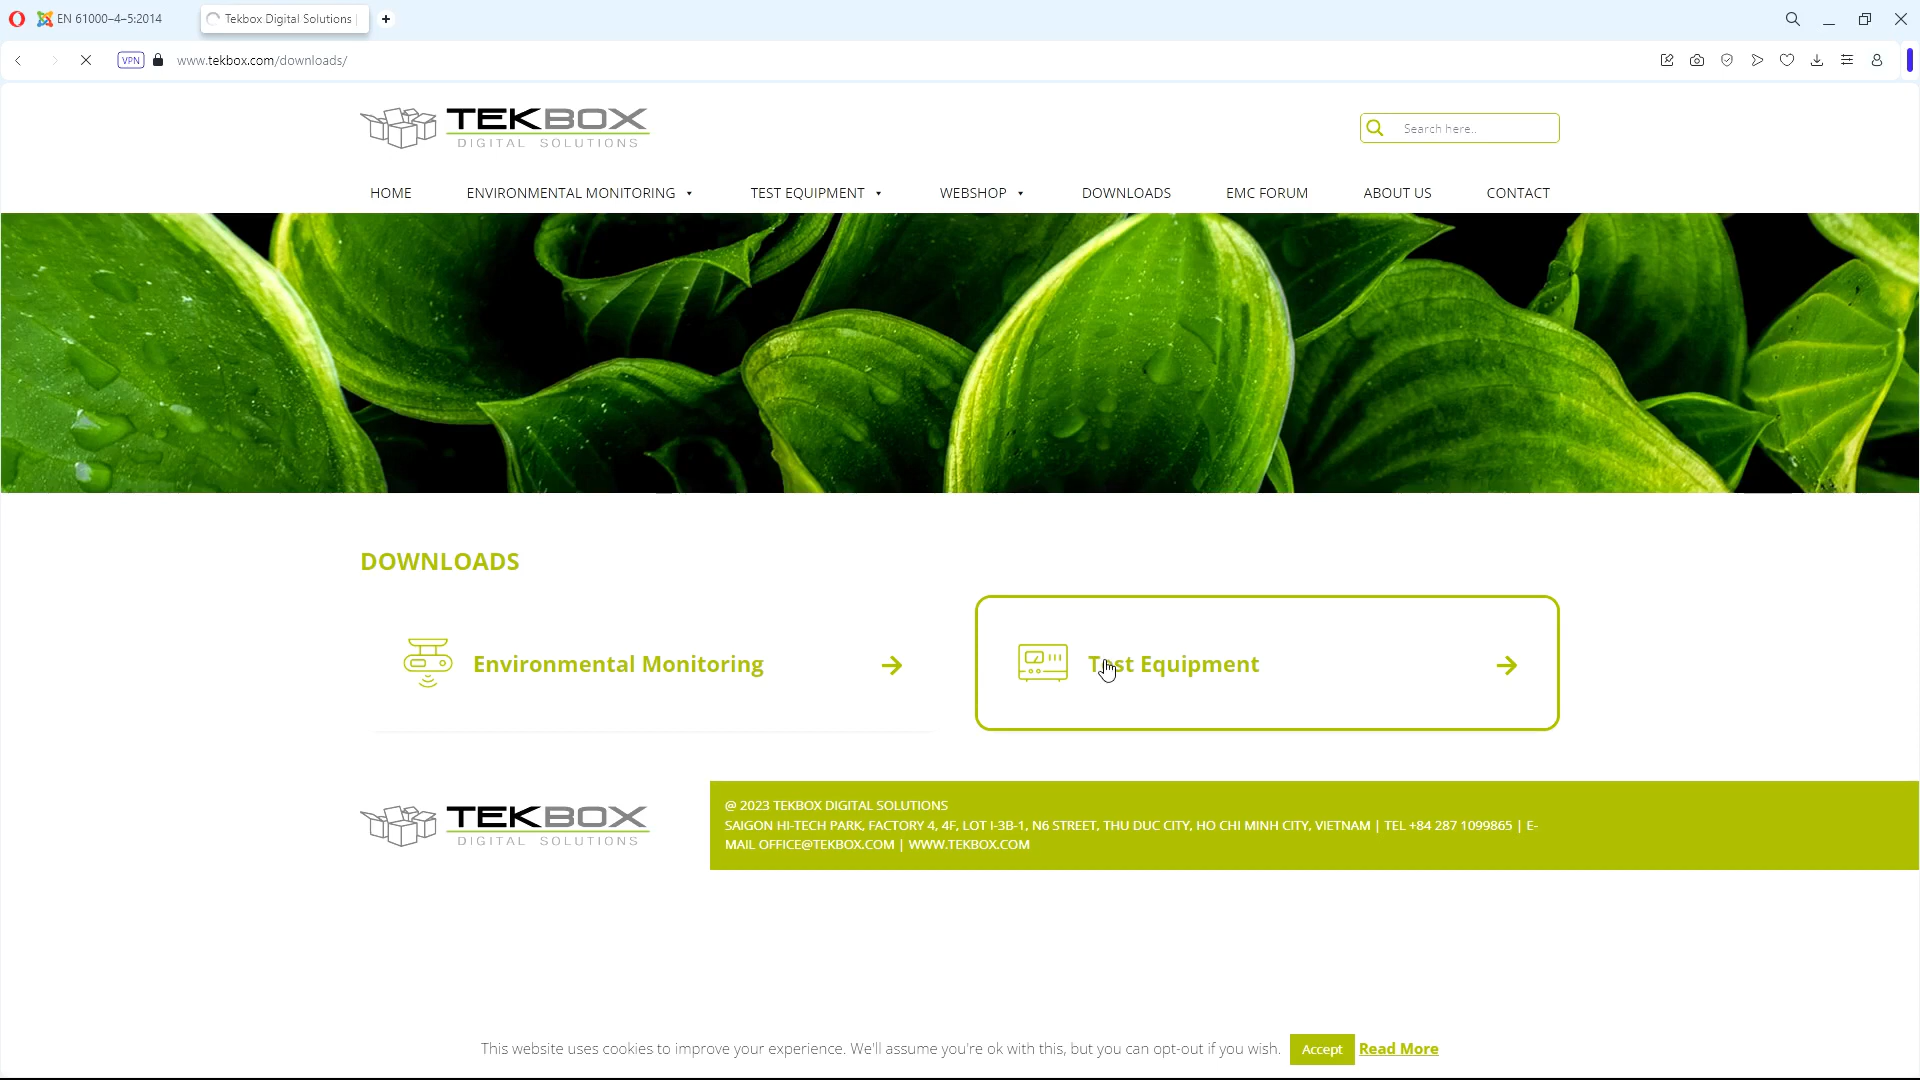 EN 61000-4-5:2014
Tekbox Digital Solutions |
VPN
www.tekbox.com/downloads/
TEKBOX
DIGITAL SOLUTIONS
Search here..
HOME
ENVIRONMENTAL MONITORING
TEST EQUIPMENT
WEBSHOP
DOWNLOADS
EMC FORUM
ABOUT US
CONTACT
DOWNLOADS
Environmental Monitoring
Test Equipment
TEKBOX
DIGITAL SOLUTIONS
@ 2023 TEKBOX DIGITAL SOLUTIONS
SAIGON HI-TECH PARK, FACTORY 4, 4F, LOT I-3B-1, N6 STREET, THU DUC CITY, HO CHI MINH CITY, VIETNAM | TEL +84 287 1099865 | E-
MAIL OFFICE@TEKBOX.COM | WWW.TEKBOX.COM
This website uses cookies to improve your experience. We'll assume you're ok with this, but you can opt-out if you wish.
Accept
Read More